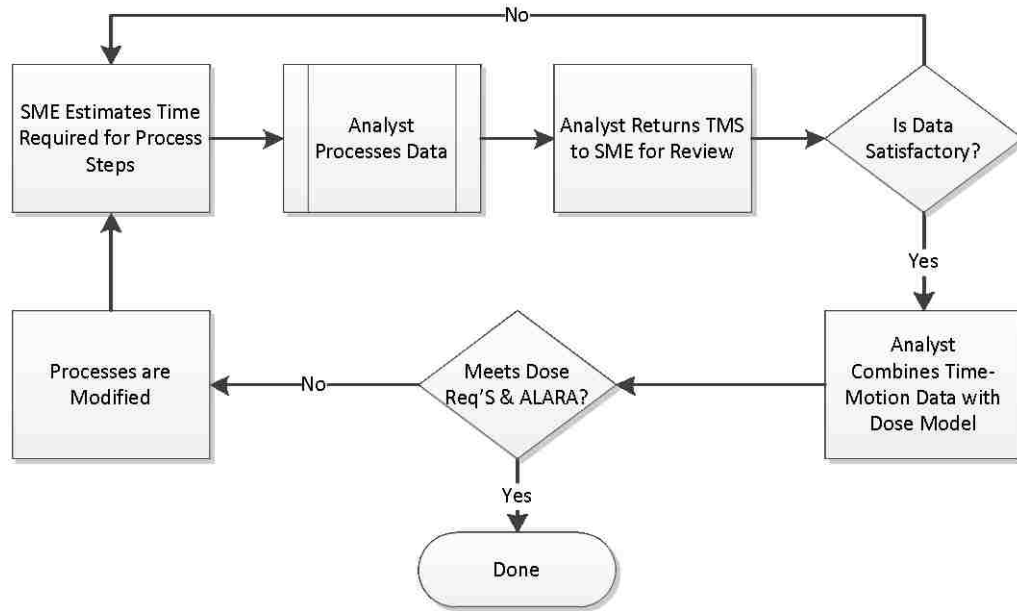 No
SME Estimates Time
Required for Process
Steps
Analyst
Processes Data
Analyst Returns TMS
to SME for Review
Is Data
Satisfactory?
Yes
Processes are
Modified
No
Meets Dose
Req'S & ALARA?
Analyst
Combines Time-
Motion Data with
Dose Model
Yes
Done